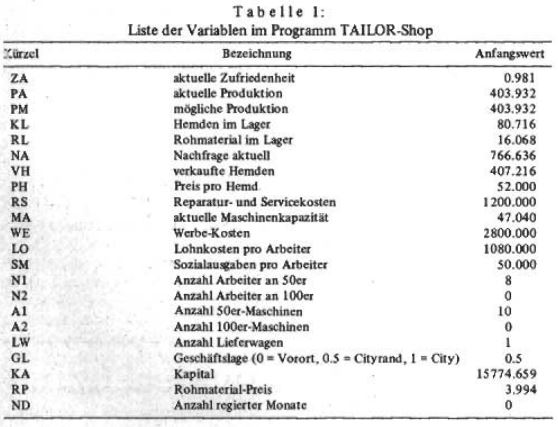 Tabelle 1:
Liste der Variablen im Programm TAILOR-Shop
Kürzel Bezeichnung Anfangswert
ZA aktuelle Zufriedenheit 0.981
PA aktuelle Produktion 403.932
PM mögliche Produktion 403.932
KL Hemden im Lager 80.716
RL Rohmaterial im Lager 16.068
NA Nachfrage aktuell 766.636
VH verkaufte Hemden 407.216
PH Preis pro Hemd 52.000
RS Reparatur- und Servicekosten 1200.000
MA aktuelle Maschinenkapazität 47.040
WE Werbe-Kosten 2800.000
LO Lohnkosten pro Arbeiter 1080.000
SM Sozialausgaben pro Arbeiter 50.000
N1 Anzahl Arbeiter an 50er 8
N2 Anzahl Arbeiter an 100er 0
A1 Anzahl 50er-Maschinen 10
A2 Anzahl 100er-Maschinen 0
LW Anzahl Lieferwagen 1
GL Geschäftslage (0 = Vorort, 0.5 = Cityrand, 1 = City) 0.5
KA Kapital 15774.659
RP Rohmaterial-Preis 3.994
ND Anzahl regierter Monate 0